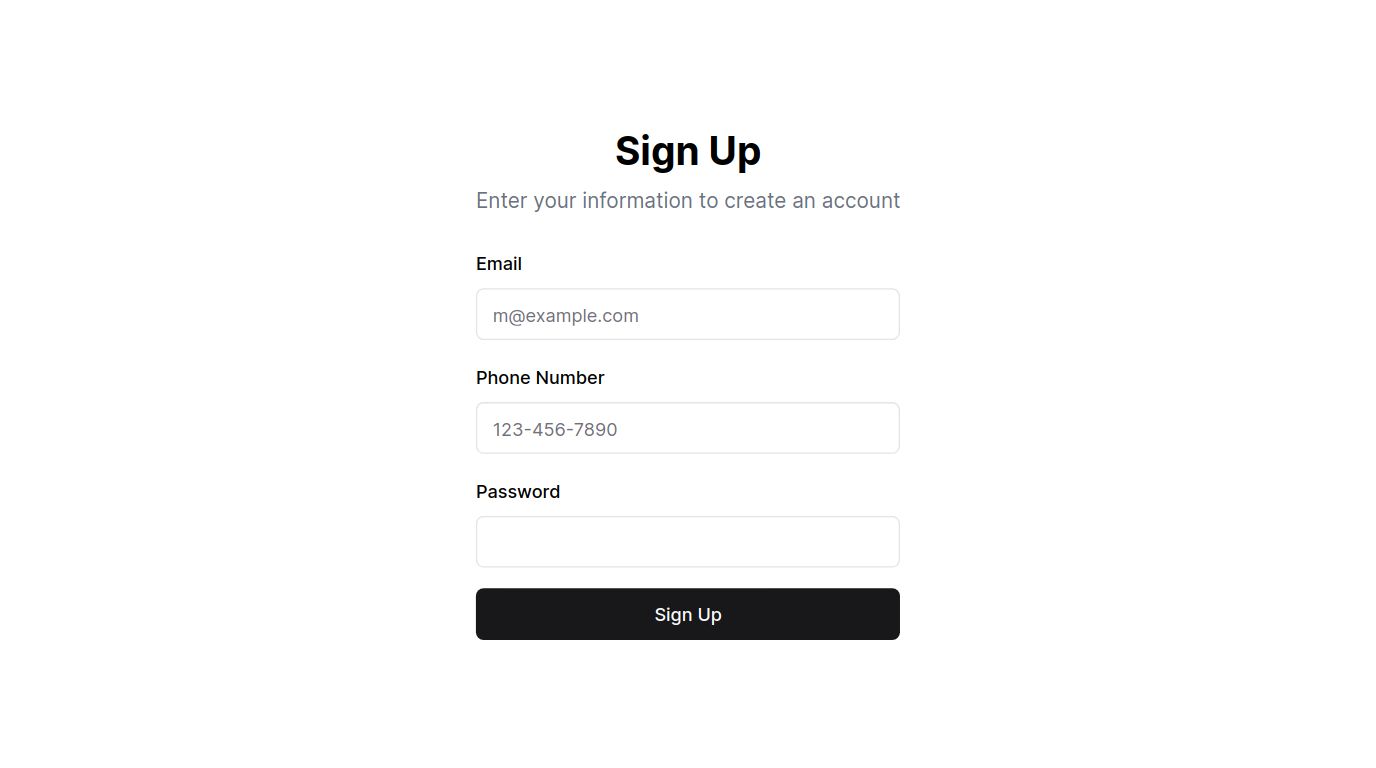 Sign Up
Enter your information to create an account
Email
m@example.com
Phone Number
123-456-7890
Password
Sign Up